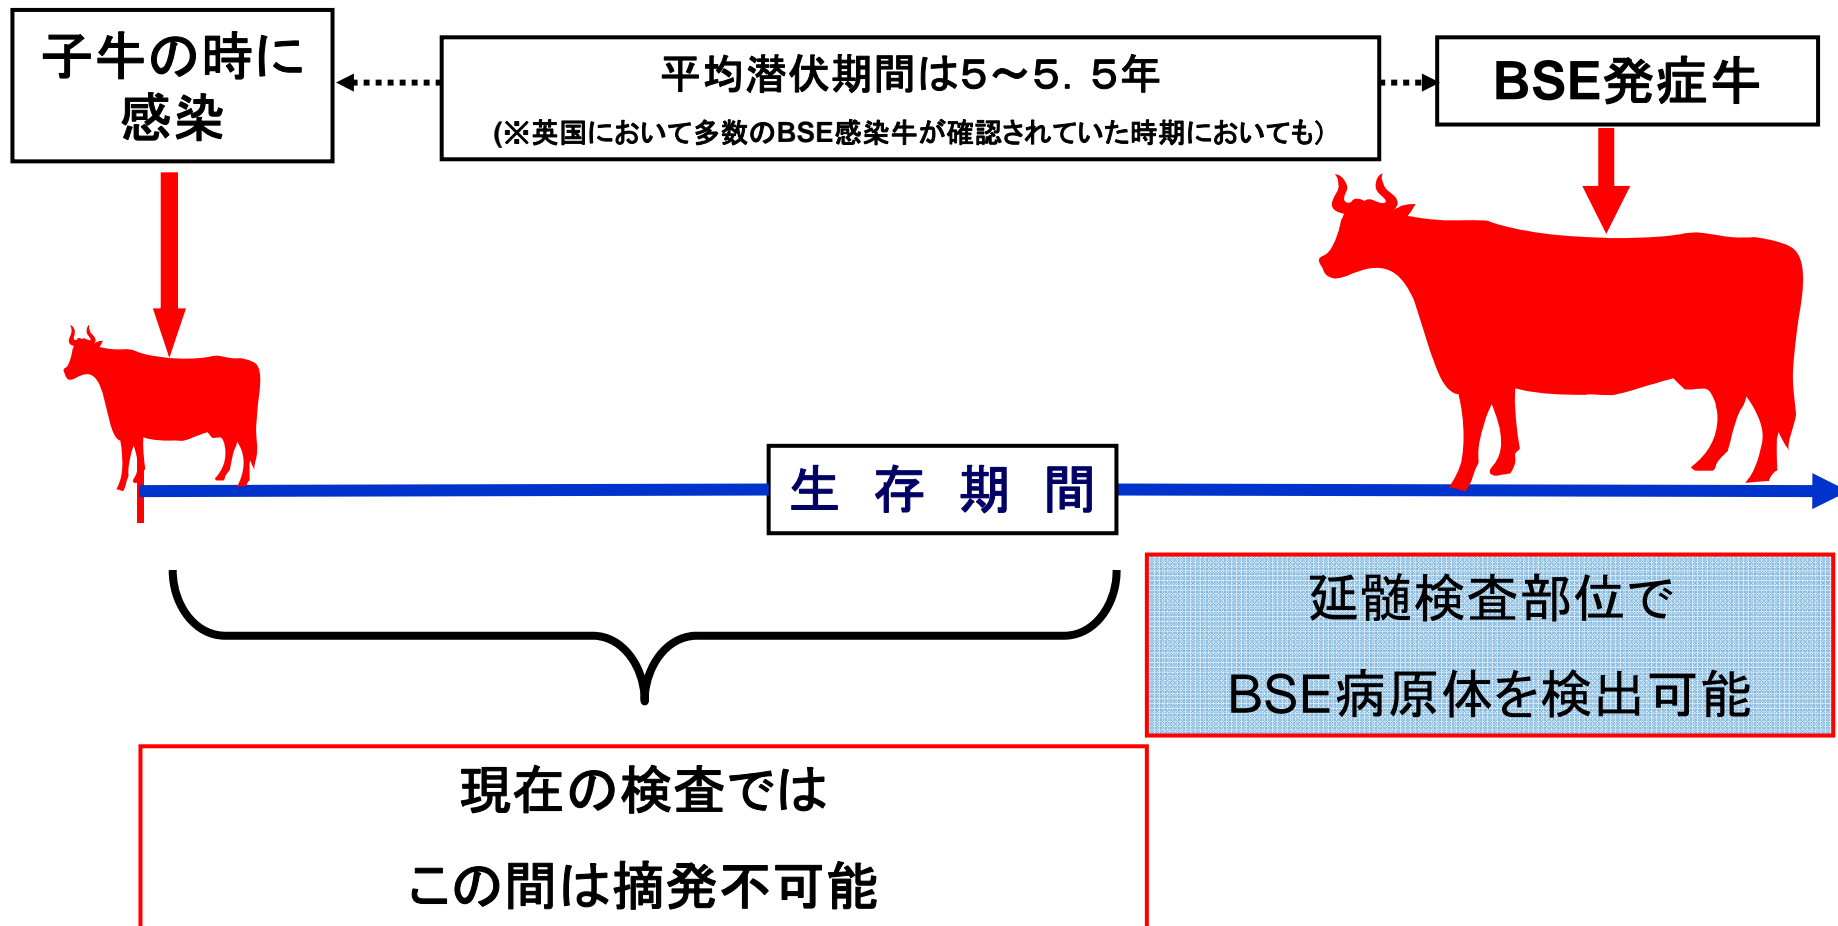 子牛の時に
感染
平均潜伏期間は５～５．５年
(※英国において多数のBSE感染牛が確認されていた時期においても)
BSE発症牛
生 存 期 間
延髄検査部位で
BSE病原体を検出可能
現在の検査では
この間は摘発不可能